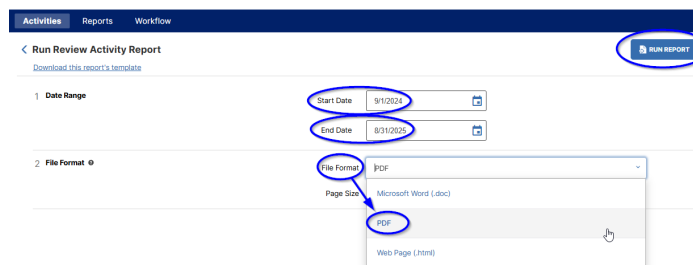 Activities Reports Workflow
Run Review Activity Report
RUN REPORT
Download this report's template
1 Date Range
Start Date 9/1/2024
End Date 8/31/2025
2 File Format
File Format PDF
Page Size
Microsoft Word (.doc)
PDF
Web Page (.html)